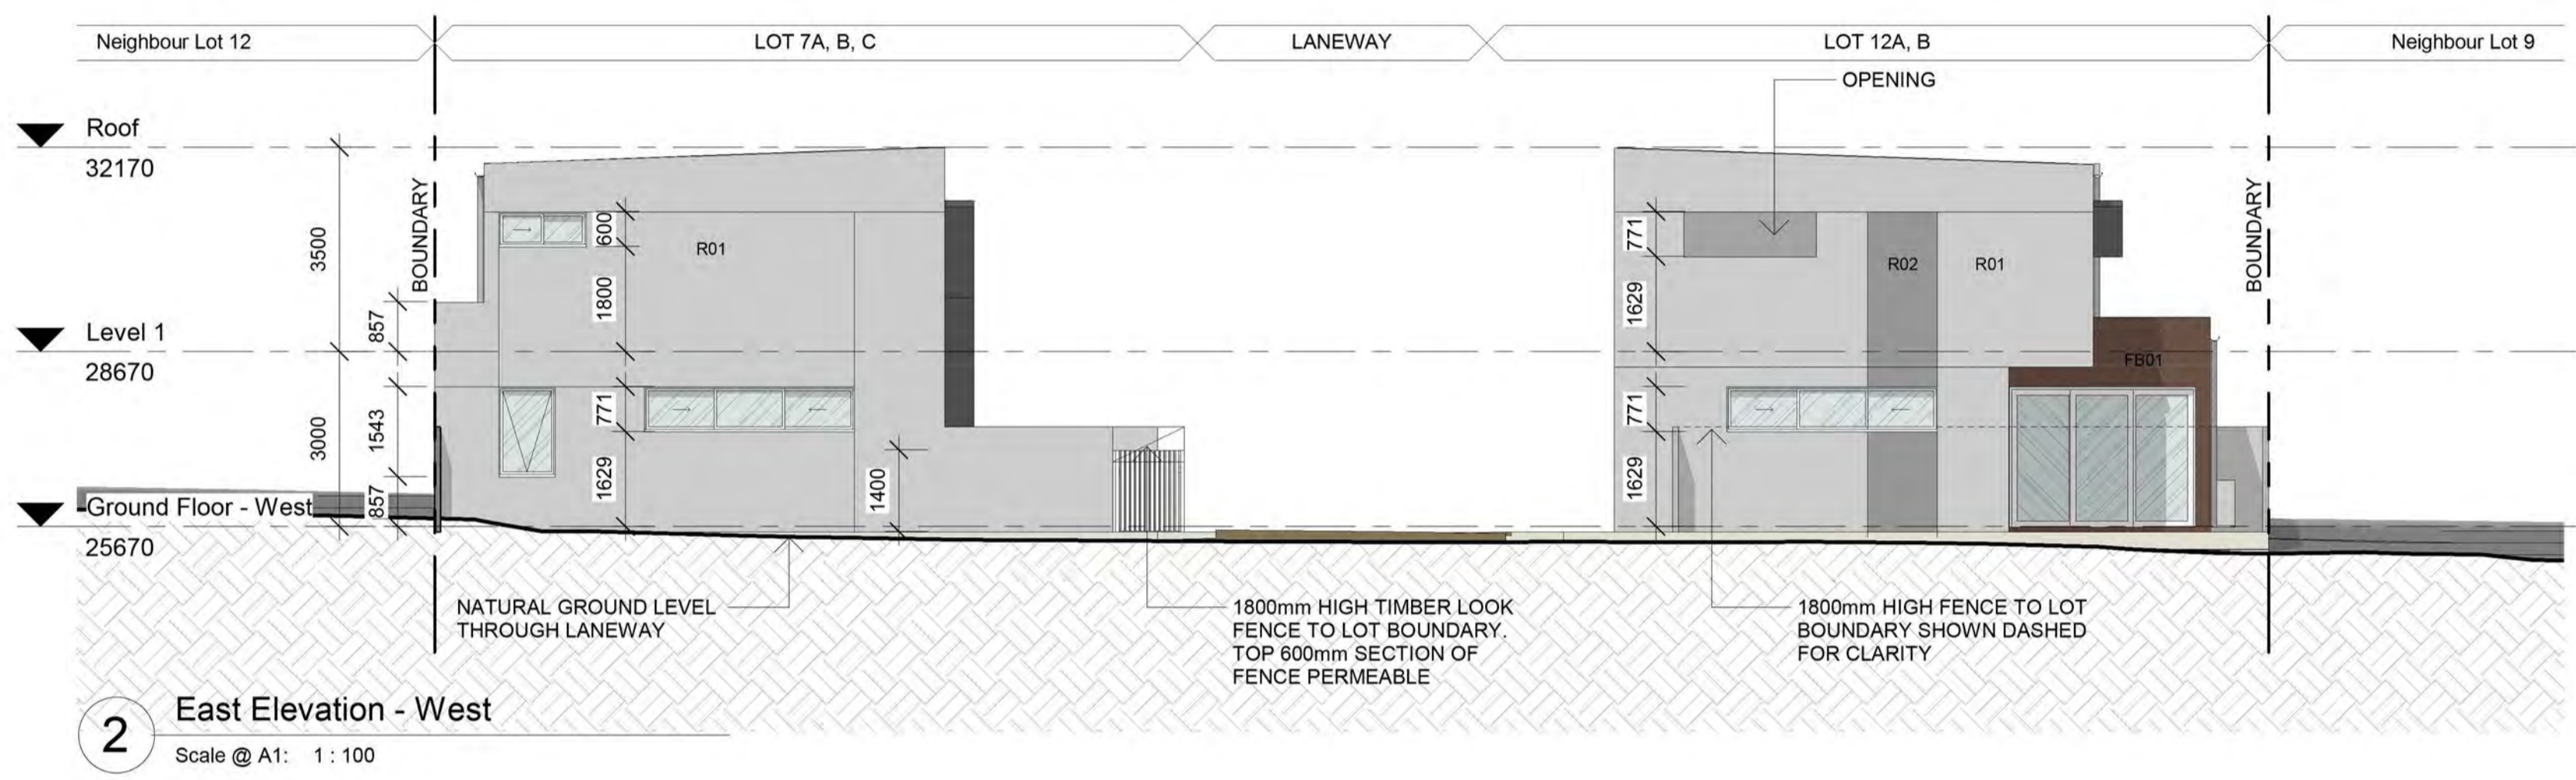 Neighbour Lot 12
LOT 7A, B, C
LANEWAY
LOT 12A, B
Neighbour Lot 9
OPENING
Roof
32170
BOUNDARY
BOUNDARY
3500
600
R01
1800
771
R02
R01
1629
857
Level 1
28670
FB01
3000
1543
771
1629
857
1400
771
1629
Ground Floor - West
25670
NATURAL GROUND LEVEL
THROUGH LANEWAY
1800mm HIGH TIMBER LOOK
FENCE TO LOT BOUNDARY.
TOP 600mm SECTION OF
FENCE PERMEABLE
1800mm HIGH FENCE TO LOT
BOUNDARY SHOWN DASHED
FOR CLARITY
2
East Elevation - West
Scale @ A1: 1 : 100